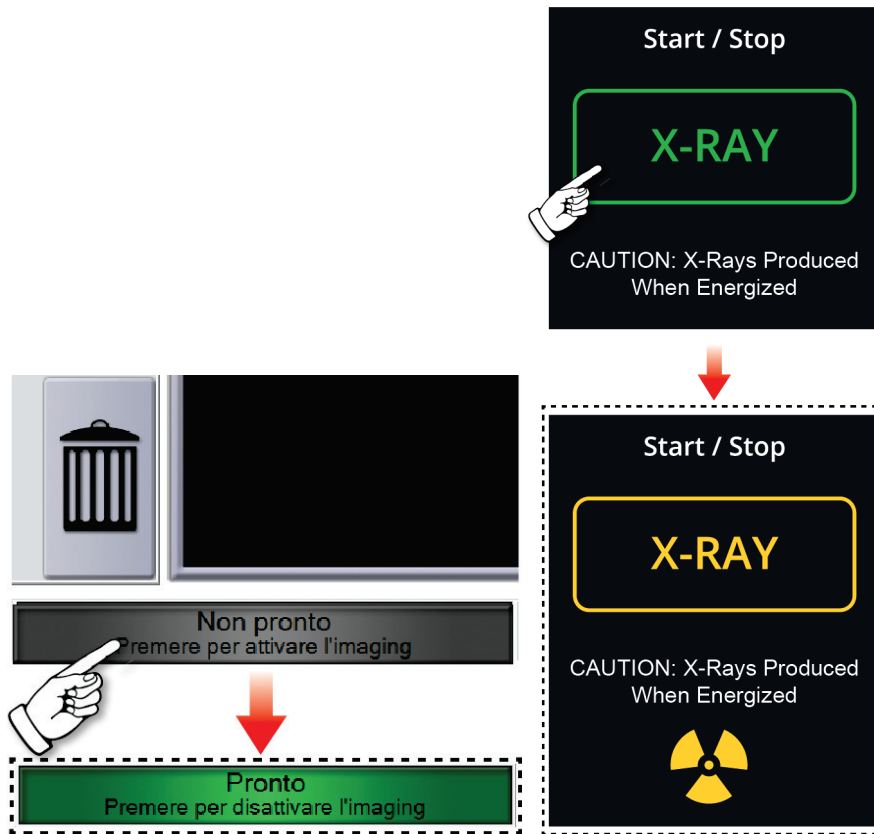 Start / Stop
X-RAY
CAUTION: X-Rays Produced
When Energized
Non pronto
Premere per attivare l'imaging
Pronto
Premere per disattivare l'imaging
Start / Stop
X-RAY
CAUTION: X-Rays Produced
When Energized